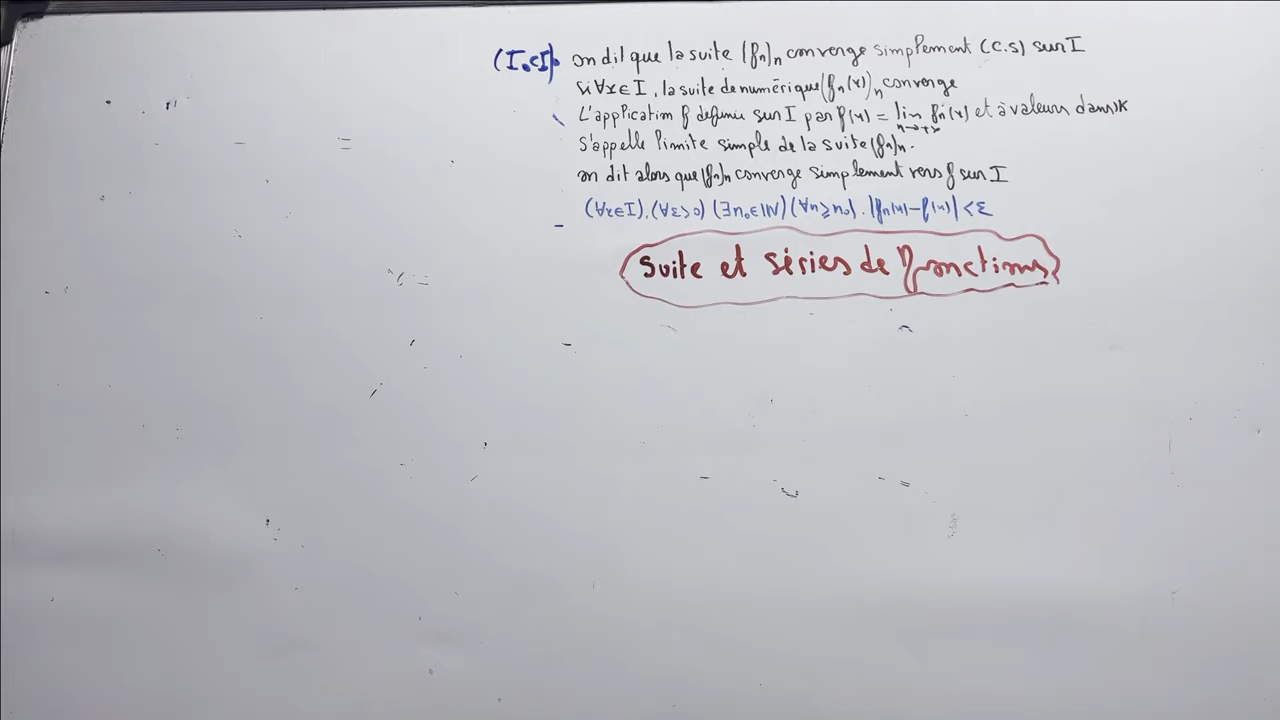 (I₀⊂I). on dit que la suite (fn)n converge simplement (C.S) sur I
si ∀x∈I, la suite de numérique (fn(x))n converge
L'application f definie sur I par f(x) = lim n→+∞ fn(x) et à valeurs dans IK
s'appelle limite simple de la suite (fn)n.
on dit alors que (fn)n converge simplement vers f sur I
(∀x∈I), (∀ε>0) (∃n₀∈IN) (∀n≥n₀). |fn(x)-f(x)| <ε
Suite et séries de fonctions